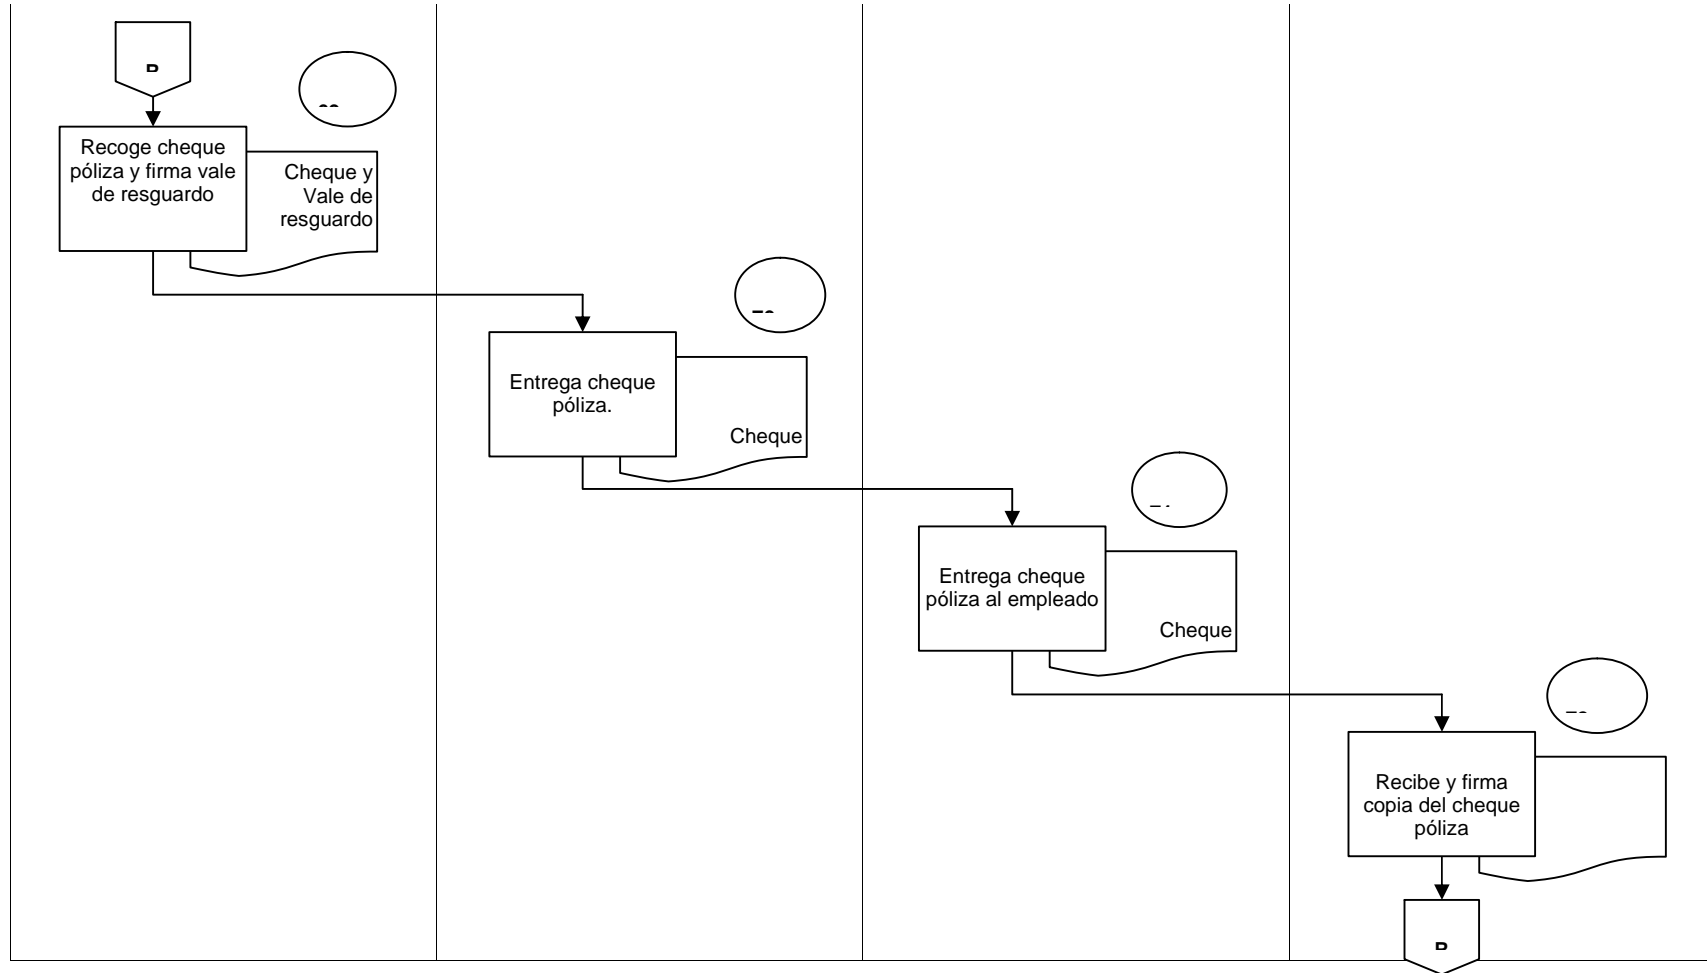 Recoge cheque
póliza y firma vale
de resguardo
Cheque y
Vale de
resguardo
Entrega cheque
póliza.
Cheque
Entrega cheque
póliza al empleado
Cheque
Recibe y firma
copia del cheque
póliza